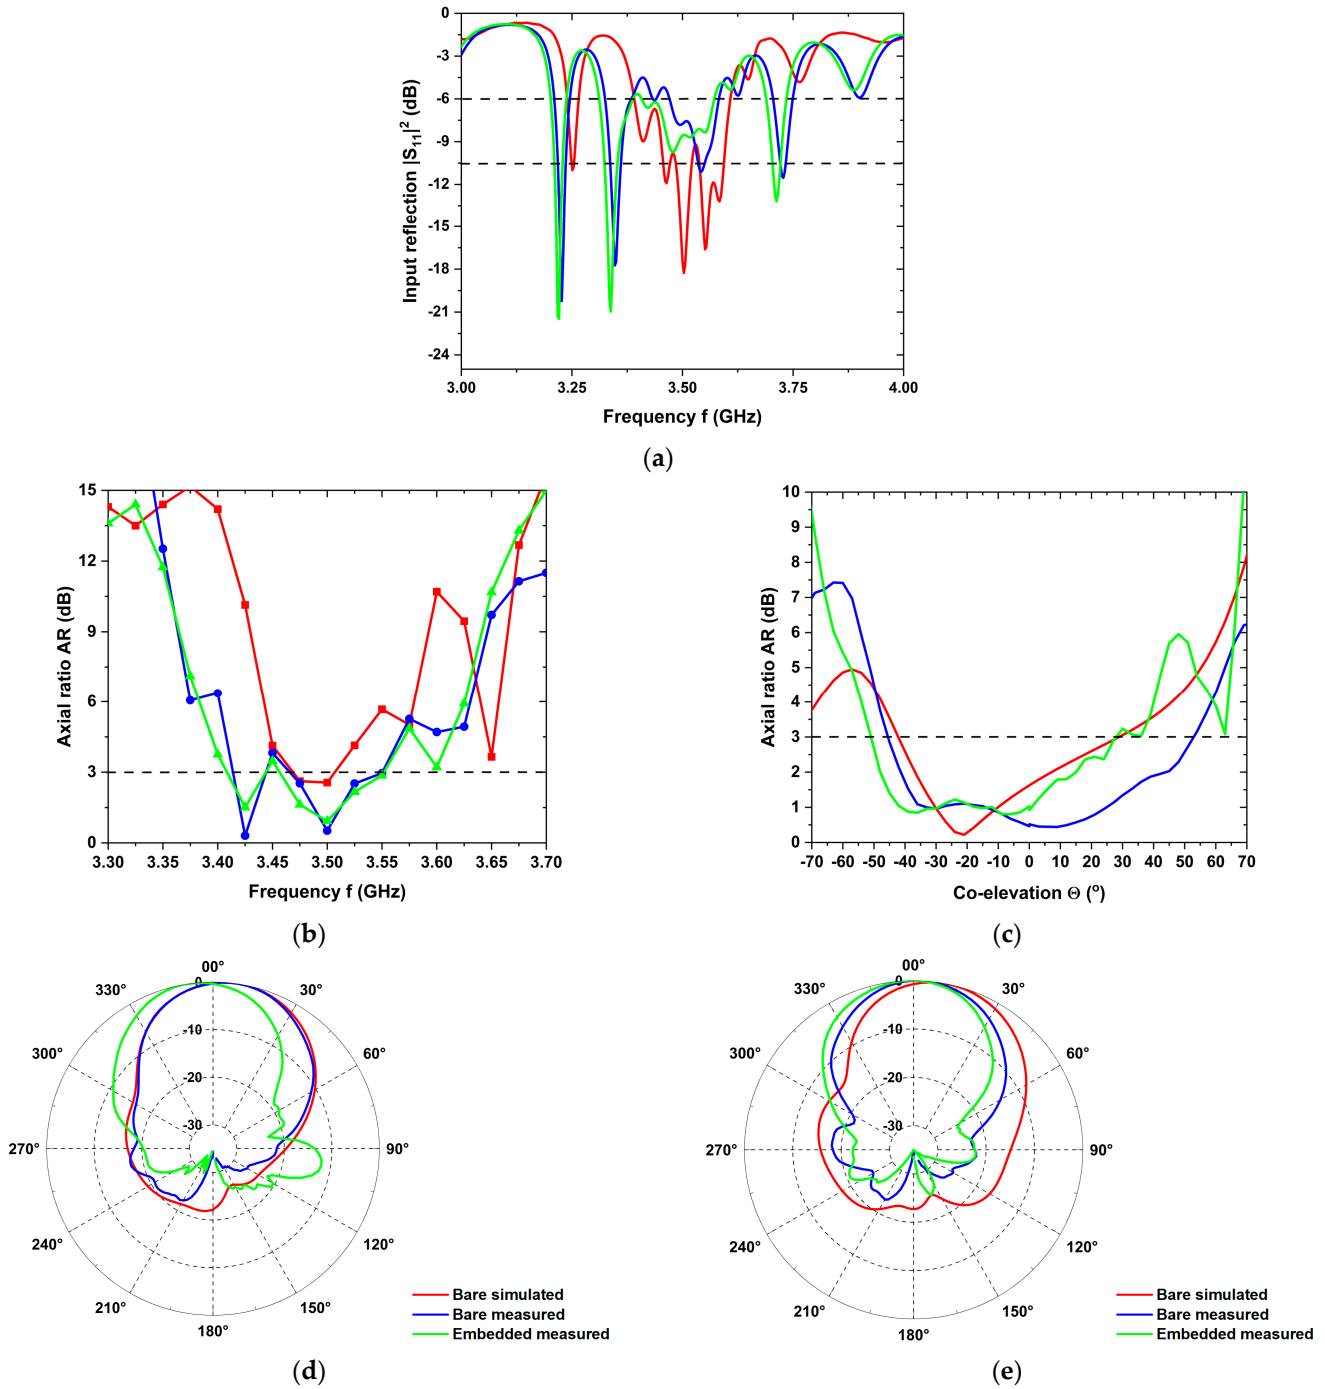 0
-3
-6
-9
-12
-15
-18
-21
-24
Input reflection |S11|2 (dB)
3.00 3.25 3.50 3.75 4.00
Frequency f (GHz)
(a)
15
12
9
6
3
0
Axial ratio AR (dB)
3.30 3.35 3.40 3.45 3.50 3.55 3.60 3.65 3.70
Frequency f (GHz)
(b)
10
9
8
7
6
5
4
3
2
1
0
Axial ratio AR (dB)
-70 -60 -50 -40 -30 -20 -10 0 10 20 30 40 50 60 70
Co-elevation Θ (º)
(c)
00°
330° 0 30°
-10
300° 60°
-20
-30
270° 90°
240° 120°
210° 150°
180°
Bare simulated
Bare measured
Embedded measured
(d)
00°
330° 0 30°
-10
300° 60°
-20
-30
270° 90°
240° 120°
210° 150°
180°
Bare simulated
Bare measured
Embedded measured
(e)